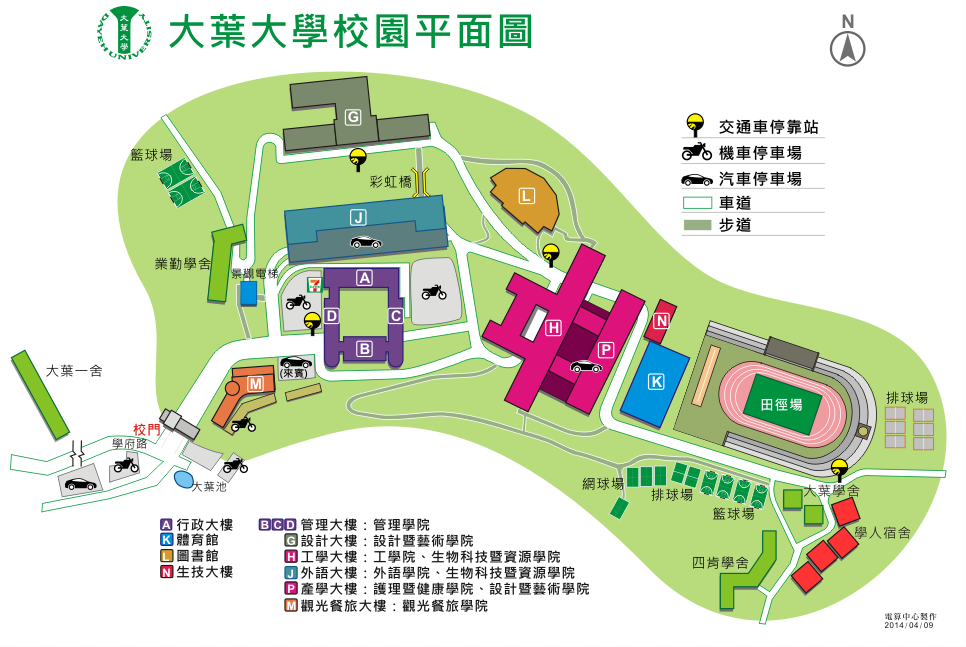 大葉大學
DAYEH UNIVERSITY
大葉大學校園平面圖
N
交通車停靠站
機車停車場
汽車停車場
車道
步道
G
籃球場
彩虹橋
L
J
業勤學舍
景觀電梯
7
A
D
C
B
H
N
P
K
(來賓)
M
大葉一舍
田徑場
排球場
校門
學府路
大葉池
網球場
排球場
籃球場
大葉學舍
學人宿舍
四肯學舍
A 行政大樓
K 體育館
L 圖書館
N 生技大樓
B C D 管理大樓：管理學院
G 設計大樓：設計暨藝術學院
H 工學大樓：工學院、生物科技暨資源學院
J 外語大樓：外語學院、生物科技暨資源學院
P 產學大樓：護理暨健康學院、設計暨藝術學院
M 觀光餐旅大樓：觀光餐旅學院
電算中心製作
2014/04/09